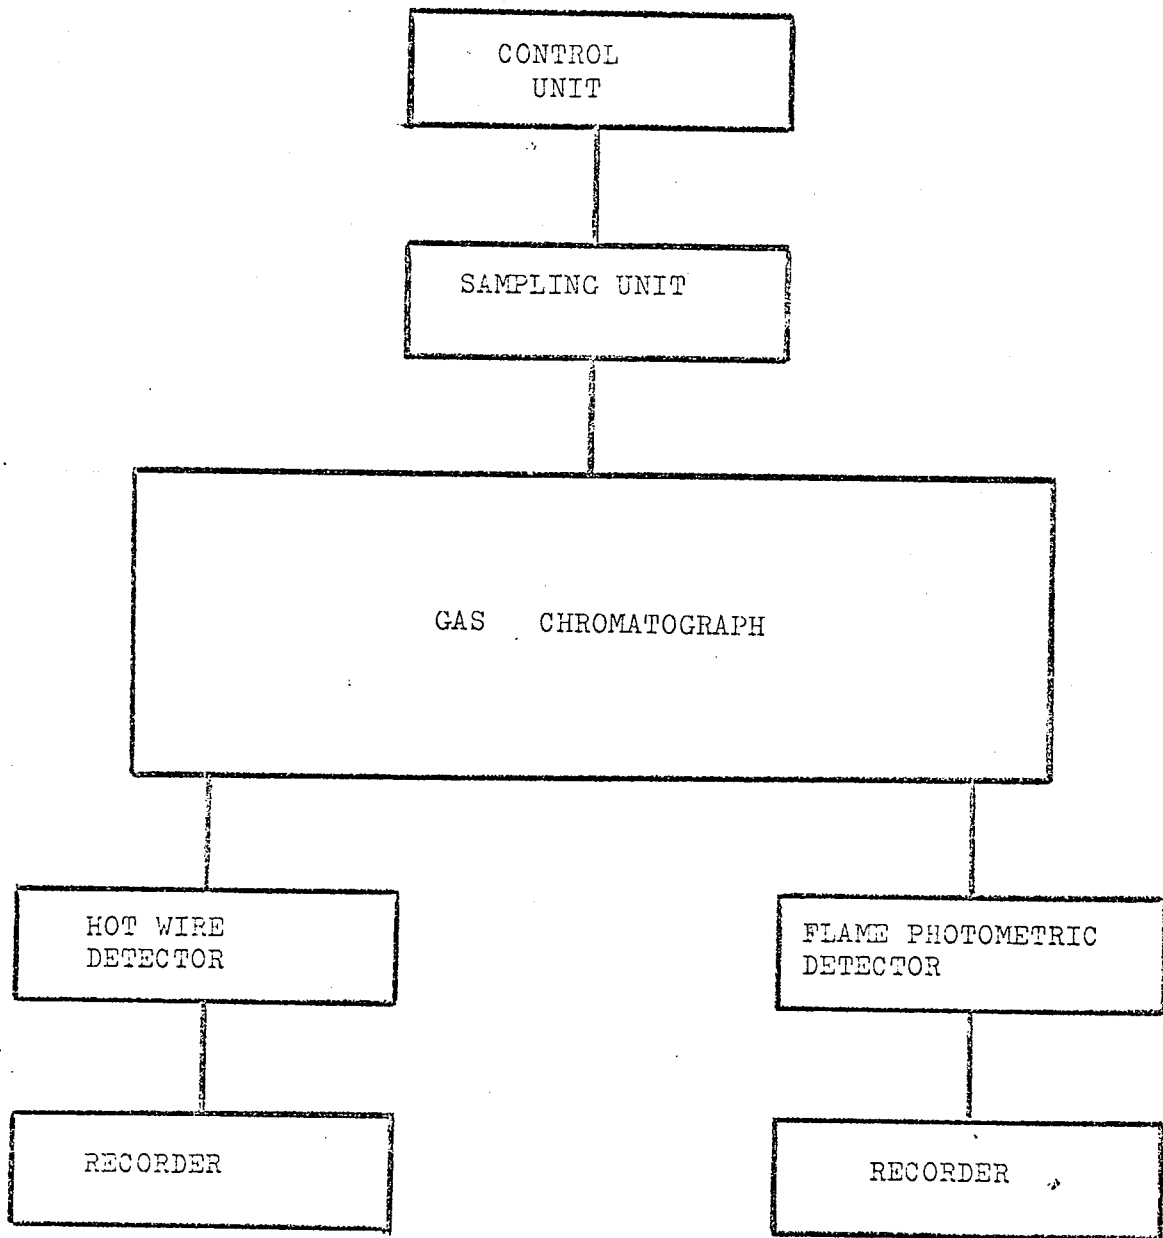 CONTROL
UNIT
SAMPLING UNIT
GAS CHROMATOGRAPH
HOT WIRE
DETECTOR
FLAME PHOTOMETRIC
DETECTOR
RECORDER
RECORDER